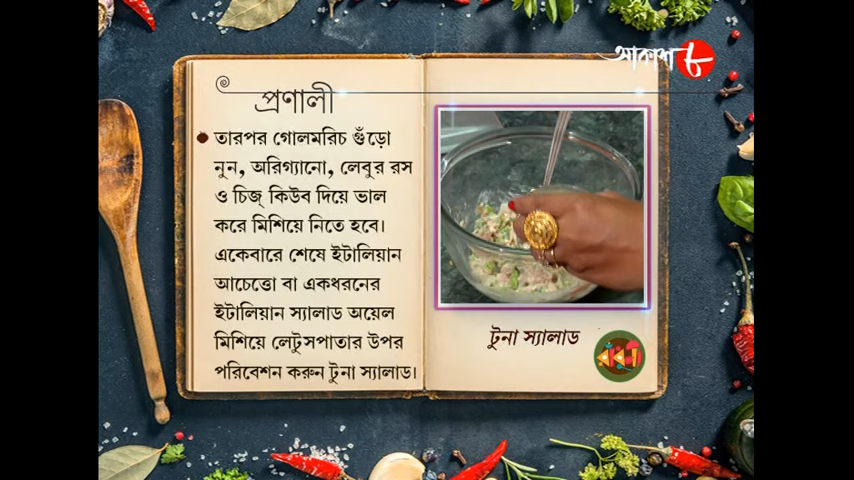 আকাশ ৮
প্রণালী
তারপর গোলমরিচ গুঁড়ো
নুন, অরিগ্যানো, লেবুর রস
ও চিজ্ কিউব দিয়ে ভাল
করে মিশিয়ে নিতে হবে।
একেবারে শেষে ইটালিয়ান
আচেত্তো বা একধরনের
ইটালিয়ান স্যালাড অয়েল
মিশিয়ে লেটুসপাতার উপর
পরিবেশন করুন টুনা স্যালাড।
টুনা স্যালাড